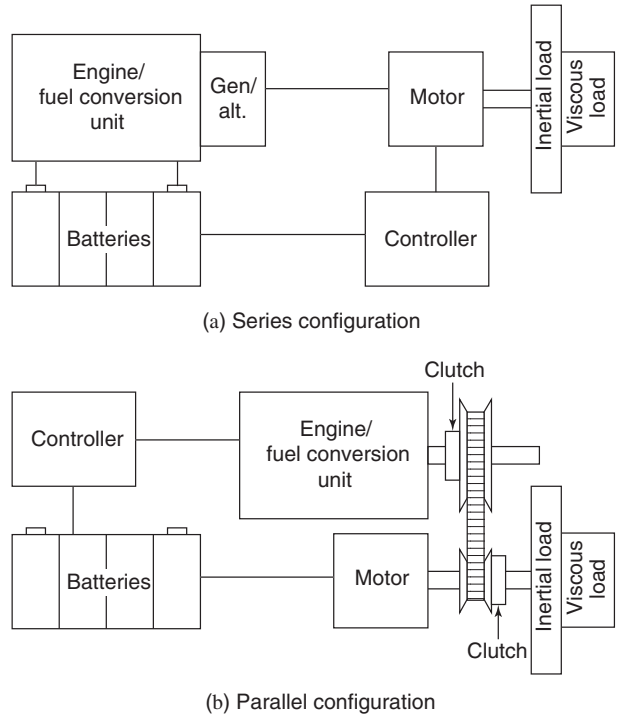 Engine/
fuel conversion
unit
Gen/
alt.
Motor
Inertial load
Viscous
load
Batteries
Controller
(a) Series configuration
Clutch
Controller
Engine/
fuel conversion
unit
Batteries
Motor
Inertial load
Viscous
load
Clutch
(b) Parallel configuration